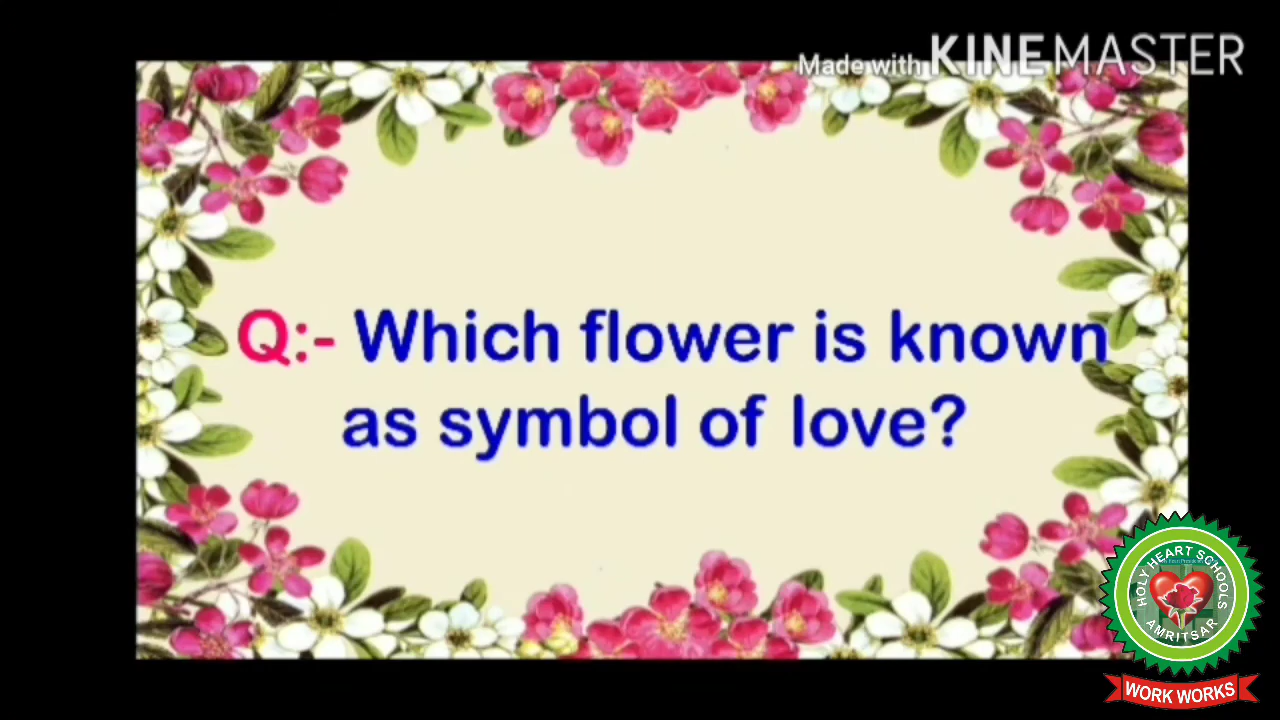 Made with KINEMASTER
Q:- Which flower is known
as symbol of love?
HOLY HEART SCHOOLS
AMRITSAR
WORK WORKS